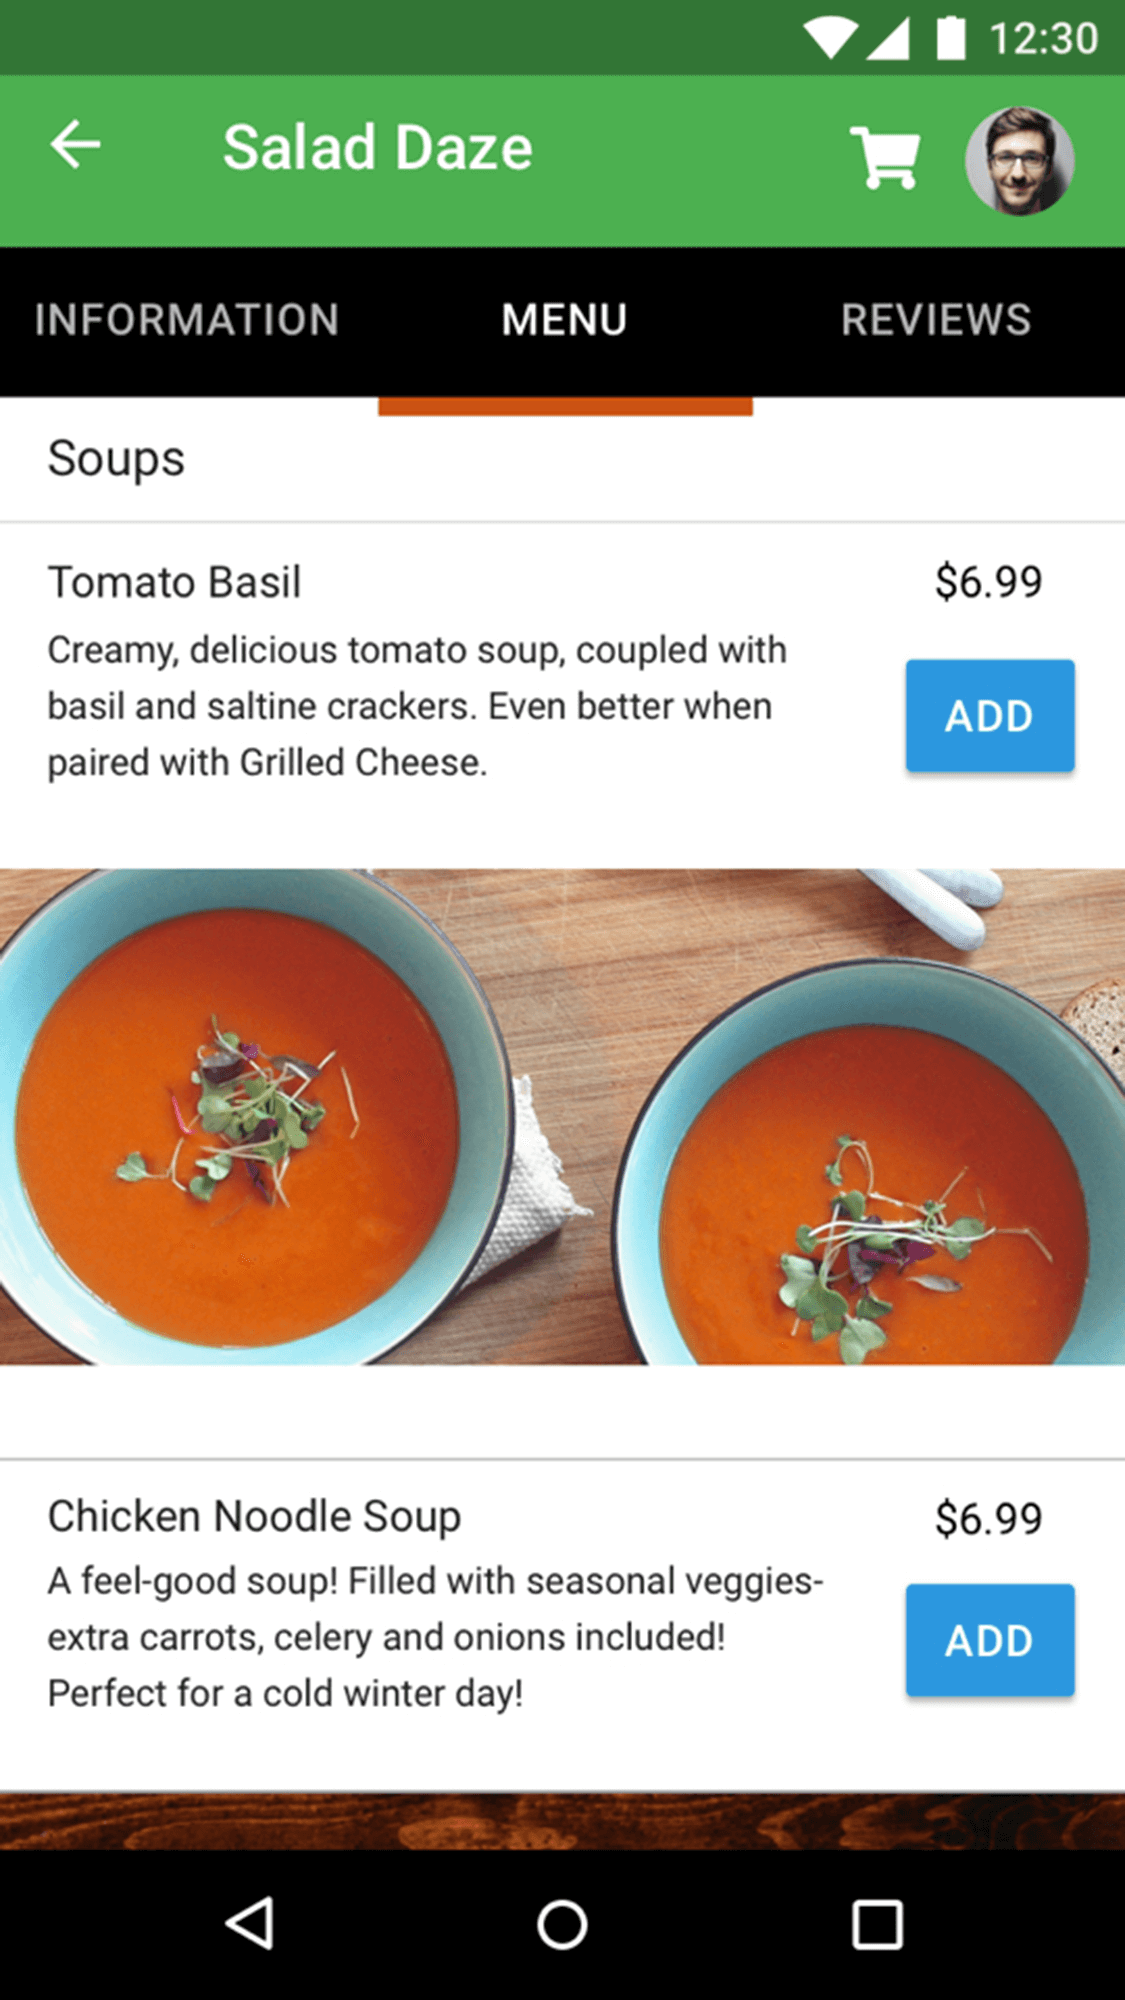 12:30
Salad Daze
INFORMATION
MENU
REVIEWS
Soups
Tomato Basil
$6.99
Creamy, delicious tomato soup, coupled with
basil and saltine crackers. Even better when
paired with Grilled Cheese.
ADD
Chicken Noodle Soup
$6.99
A feel-good soup! Filled with seasonal veggies-
extra carrots, celery and onions included!
Perfect for a cold winter day!
ADD